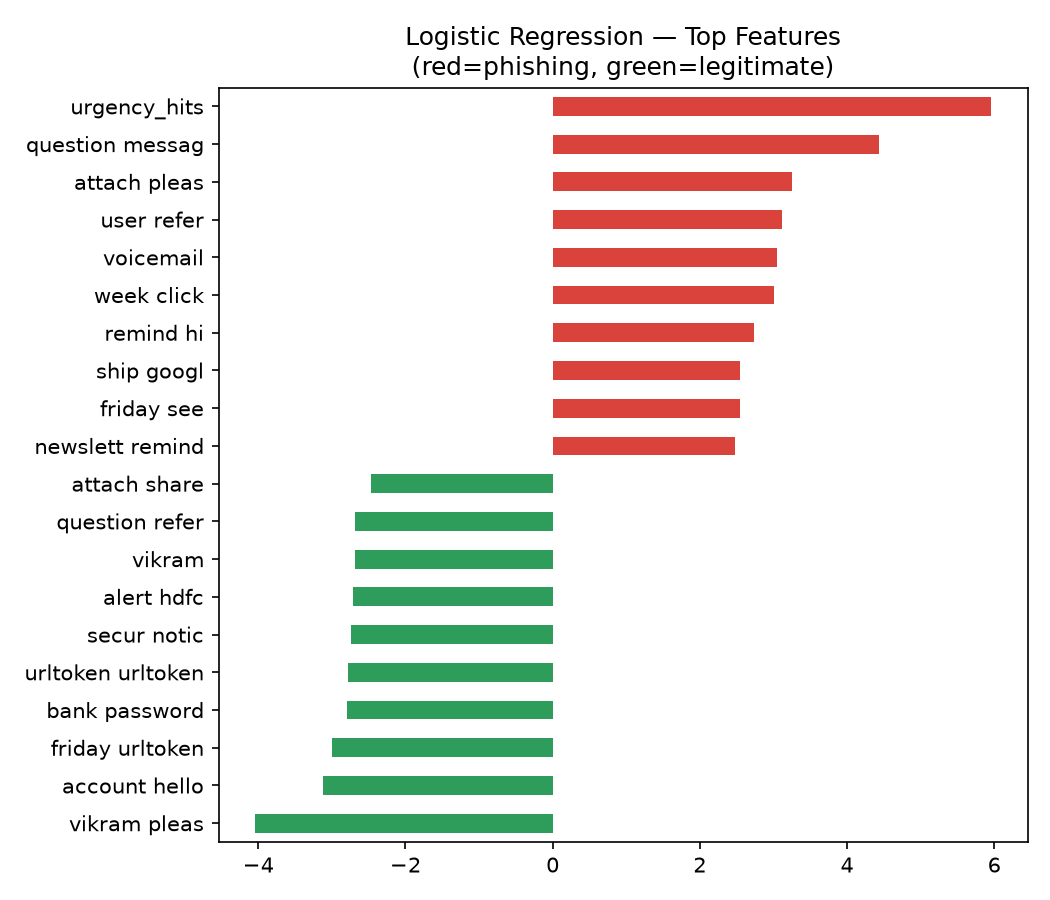 Logistic Regression — Top Features
(red=phishing, green=legitimate)
urgency_hits
question messag
attach pleas
user refer
voicemail
week click
remind hi
ship googl
friday see
newslett remind
attach share
question refer
vikram
alert hdfc
secur notic
urltoken urltoken
bank password
friday urltoken
account hello
vikram pleas
−4 −2 0 2 4 6